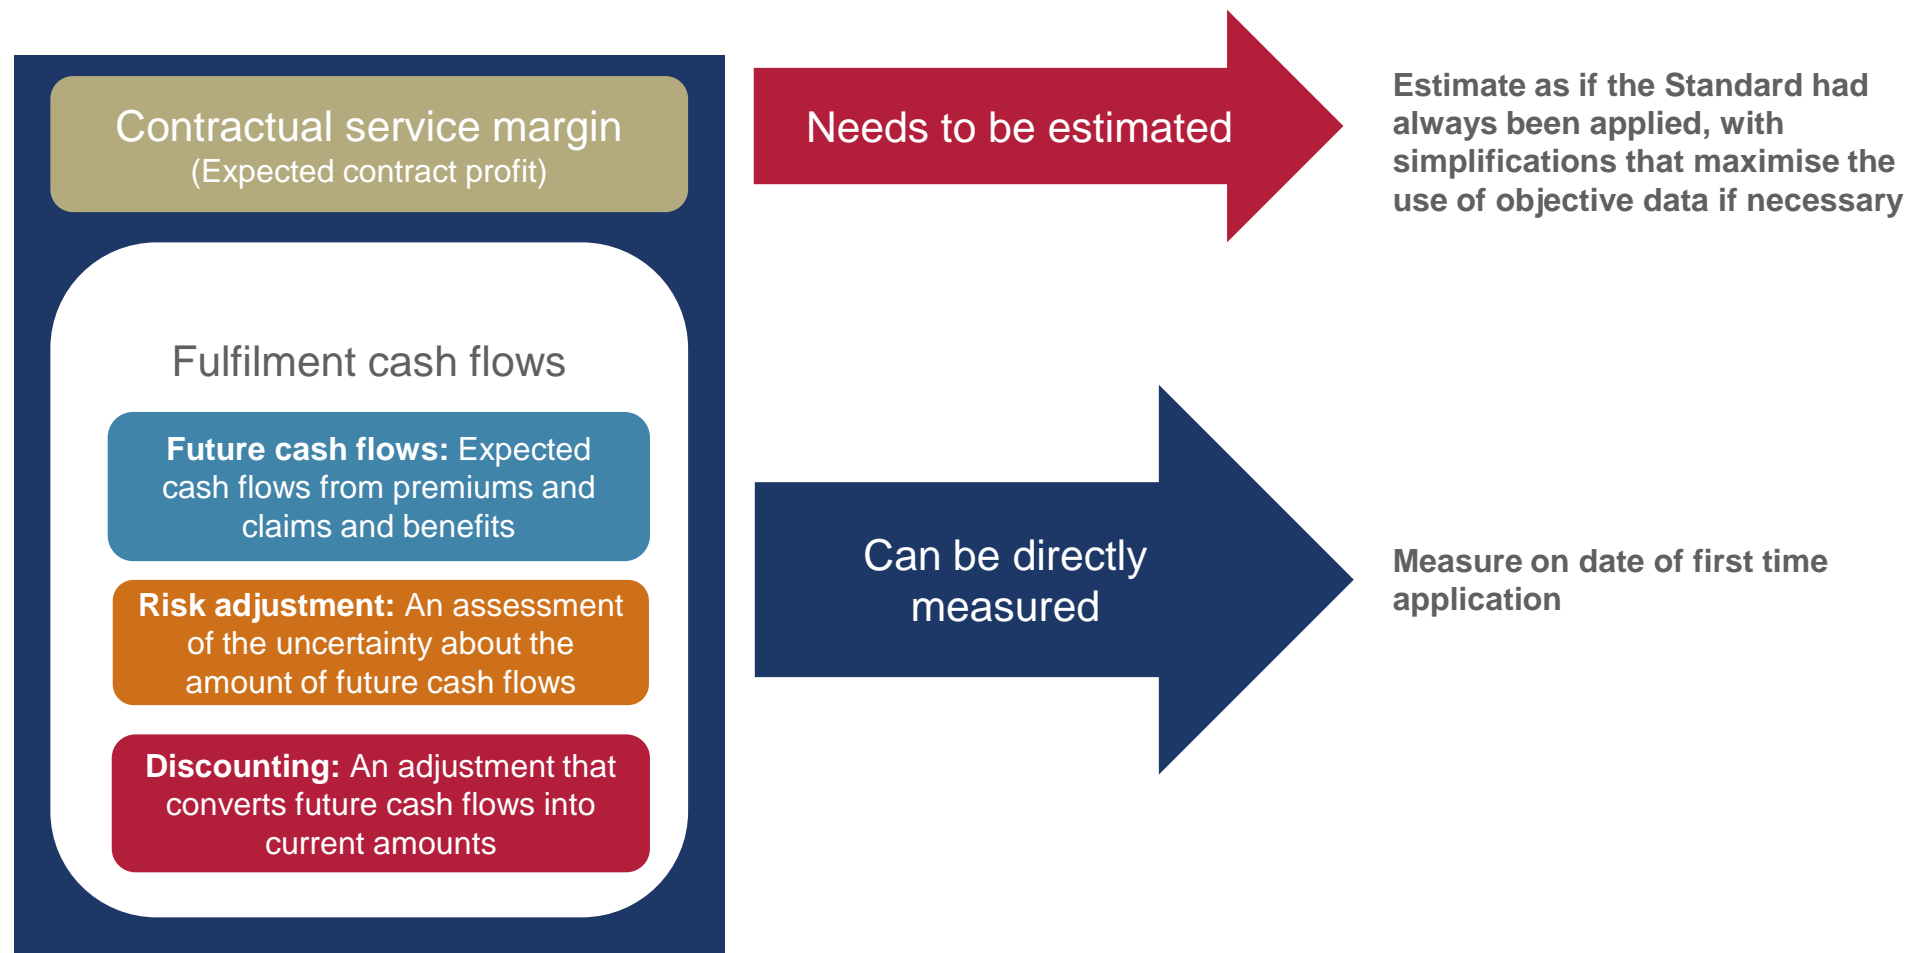 Contractual service margin
(Expected contract profit)
Needs to be estimated
Estimate as if the Standard had
always been applied, with
simplifications that maximise the
use of objective data if necessary
Fulfilment cash flows
Future cash flows: Expected
cash flows from premiums and
claims and benefits
Risk adjustment: An assessment
of the uncertainty about the
amount of future cash flows
Discounting: An adjustment that
converts future cash flows into
current amounts
Can be directly
measured
Measure on date of first time
application